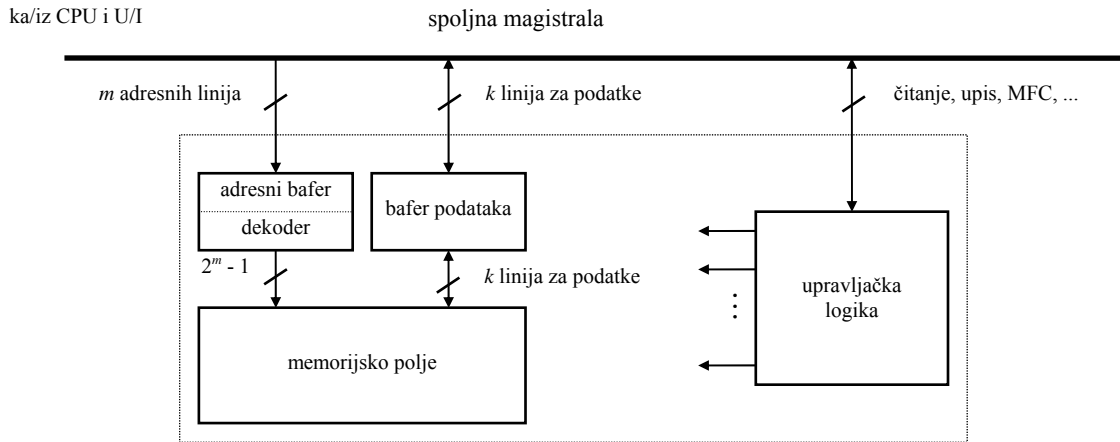 ka/iz CPU i U/I
spoljna magistrala
m adresnih linija
k linija za podatke
čitanje, upis, MFC, ...
adresni bafer
dekoder
bafer podataka
2^m - 1
k linija za podatke
upravljačka
logika
memorijsko polje